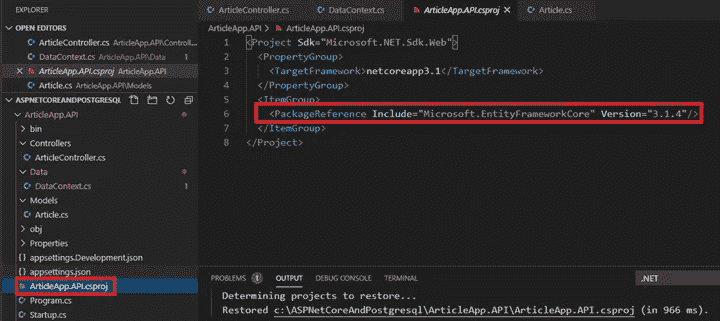 EXPLORER
OPEN EDITORS
ArticleController.cs ArticleApp.API\Controll...
DataContext.cs ArticleApp.API\Data 1
ArticleApp.API.csproj ArticleApp.API
Article.cs ArticleApp.API\Models
ASPNETCOREANDPOSTGRESQL
ArticleApp.API
bin
Controllers
ArticleController.cs
Data
DataContext.cs 1
Models
Article.cs
obj
Properties
appsettings.Development.json
appsettings.json
ArticleApp.API.csproj
Program.cs
Startup.cs
ArticleController.cs DataContext.cs 1 ArticleApp.API.csproj Article.cs
ArticleApp.API > ArticleApp.API.csproj
1 <Project Sdk="Microsoft.NET.Sdk.Web">
2 <PropertyGroup>
3 <TargetFramework>netcoreapp3.1</TargetFramework>
4 </PropertyGroup>
5 <ItemGroup>
6 <PackageReference Include="Microsoft.EntityFrameworkCore" Version="3.1.4"/>
7 </ItemGroup>
8 </Project>
PROBLEMS 1 OUTPUT DEBUG CONSOLE TERMINAL .NET
Determining projects to restore...
Restored c:\ASPNetCoreAndPostgresql\ArticleApp.API\ArticleApp.API.csproj (in 966 ms).